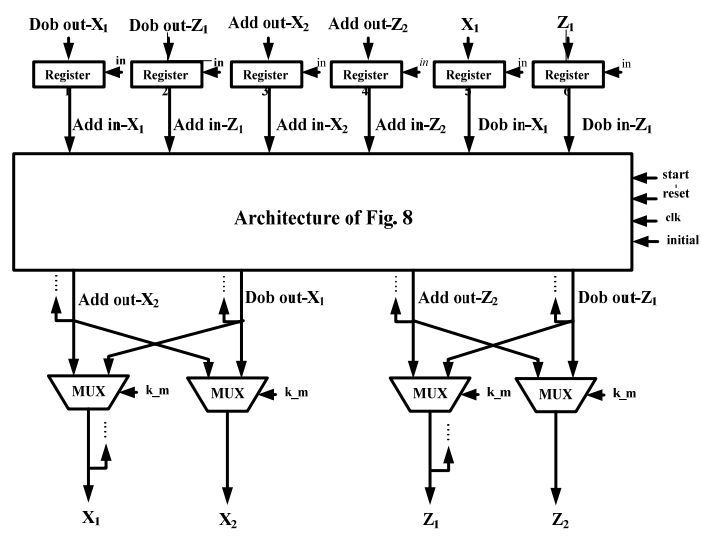 Dob out-X1 Dob out-Z1 Add out-X2 Add out-Z2 X1 Z1
in in in in in in
Register Register Register Register Register Register
1 2 3 4 5 6
Add in-X1 Add in-Z1 Add in-X2 Add in-Z2 Dob in-X1 Dob in-Z1
start
reset
Architecture of Fig. 8
clk
initial
Add out-X2 Dob out-X1 Add out-Z2 Dob out-Z1
MUX k_m MUX k_m MUX k_m MUX k_m
X1 X2 Z1 Z2